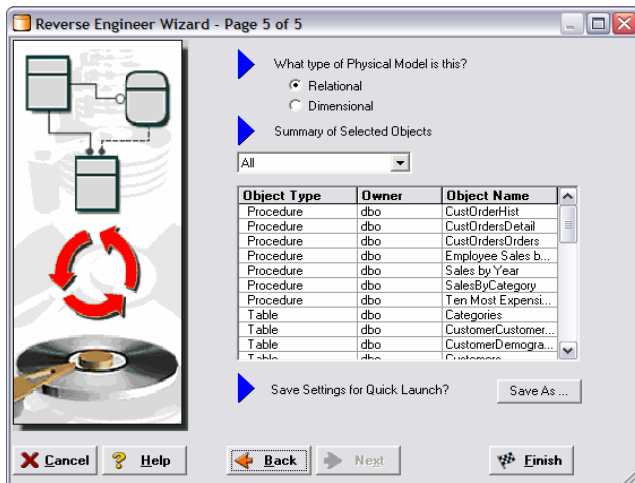 Reverse Engineer Wizard - Page 5 of 5
What type of Physical Model is this?
Relational
Dimensional
Summary of Selected Objects
All
Object Type Owner Object Name
Procedure dbo CustOrderHist
Procedure dbo CustOrdersDetail
Procedure dbo CustOrdersOrders
Procedure dbo Employee Sales b...
Procedure dbo Sales by Year
Procedure dbo SalesByCategory
Procedure dbo Ten Most Expensi...
Table dbo Categories
Table dbo CustomerCustomer...
Table dbo CustomerDemogra...
Table dbo Customers
Save Settings for Quick Launch?
Save As ...
Cancel
Help
Back
Next
Finish